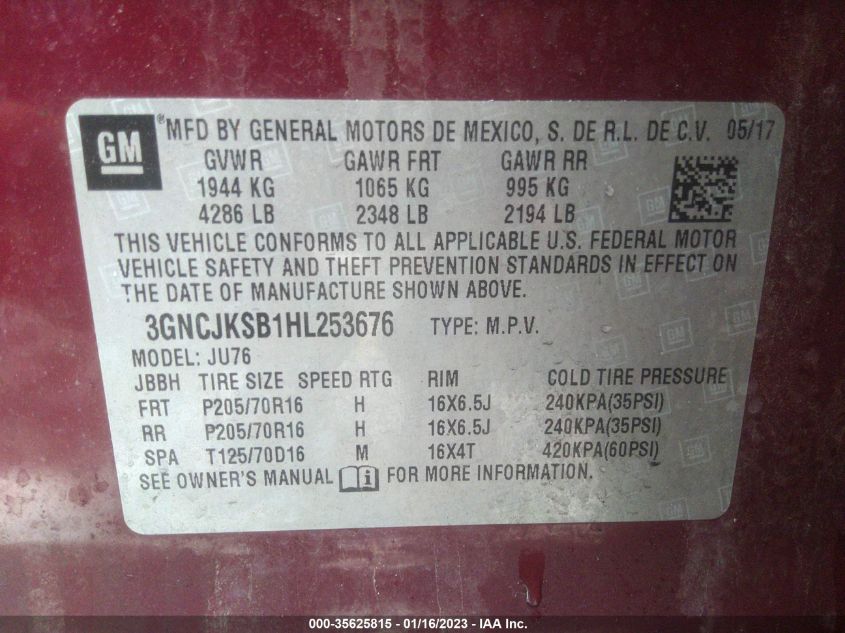 GM ® MFD BY GENERAL MOTORS DE MEXICO, S. DE R.L. DE C.V. 05/17
GVWR GAWR FRT GAWR RR
1944 KG 1065 KG 995 KG
4286 LB 2348 LB 2194 LB
THIS VEHICLE CONFORMS TO ALL APPLICABLE U.S. FEDERAL MOTOR
VEHICLE SAFETY AND THEFT PREVENTION STANDARDS IN EFFECT ON
THE DATE OF MANUFACTURE SHOWN ABOVE.
3GNCJKSB1HL253676 TYPE: M.P.V.
MODEL: JU76
JBBH TIRE SIZE SPEED RTG RIM COLD TIRE PRESSURE
FRT P205/70R16 H 16X6.5J 240KPA(35PSI)
RR P205/70R16 H 16X6.5J 240KPA(35PSI)
SPA T125/70D16 M 16X4T 420KPA(60PSI)
SEE OWNER'S MANUAL i FOR MORE INFORMATION.
000-35625815 - 01/16/2023 - IAA Inc.